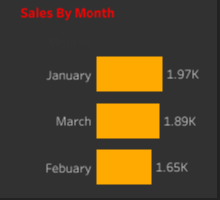 Sales By Month
January 1.97K
March 1.89K
Febuary 1.65K